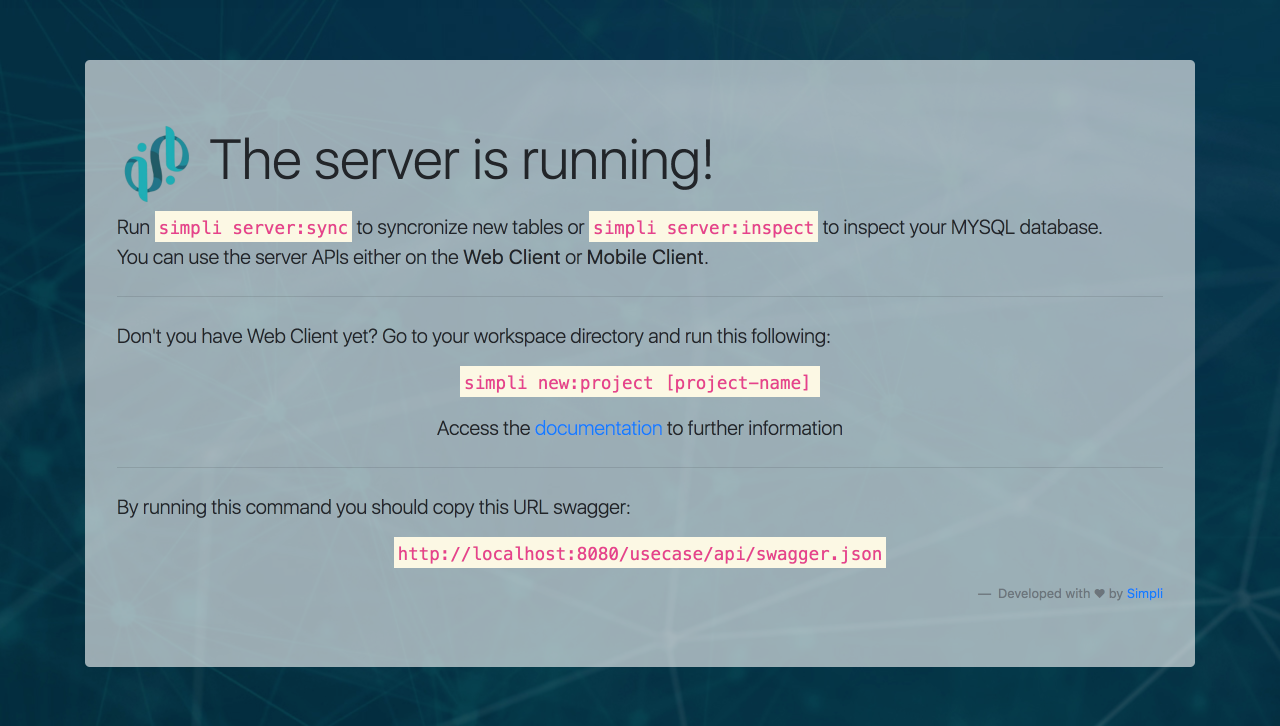 The server is running!
Run simpli server:sync to syncronize new tables or simpli server:inspect to inspect your MYSQL database.
You can use the server APIs either on the Web Client or Mobile Client.
Don't you have Web Client yet? Go to your workspace directory and run this following:
simpli new:project [project-name]
Access the documentation to further information
By running this command you should copy this URL swagger:
http://localhost:8080/usecase/api/swagger.json
— Developed with ♥ by Simpli